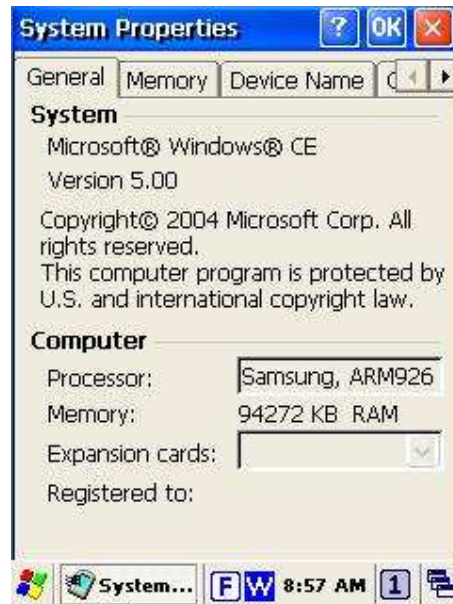 System Properties ? OK ×
General Memory Device Name
System
Microsoft® Windows® CE
Version 5.00
Copyright© 2004 Microsoft Corp. All
rights reserved.
This computer program is protected by
U.S. and international copyright law.
Computer
Processor: Samsung, ARM926
Memory: 94272 KB RAM
Expansion cards:
Registered to:
System... F W 8:57 AM 1